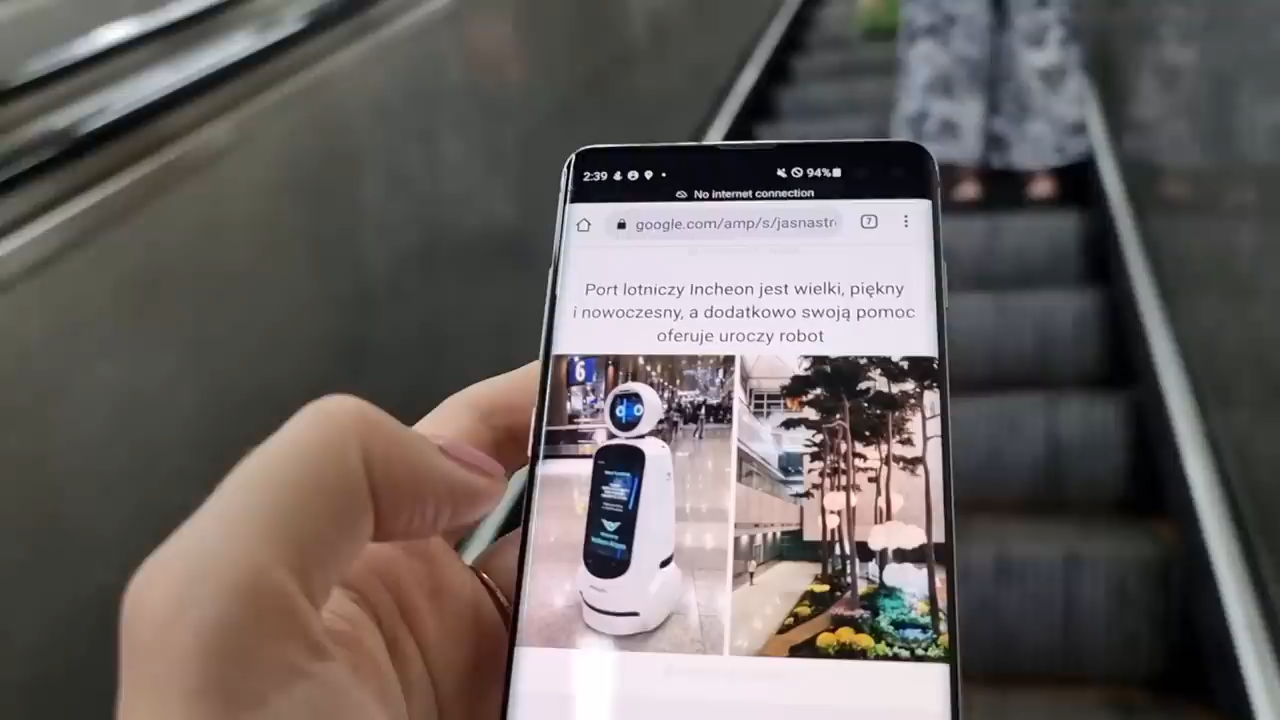 2:39
94%
No internet connection
google.com/amp/s/jasnastr
7
Port lotniczy Incheon jest wielki, piękny
i nowoczesny, a dodatkowo swoją pomoc
oferuje uroczy robot
6